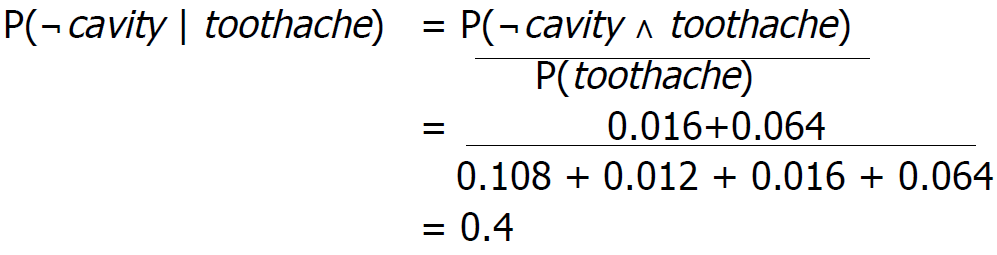 P(¬ cavity | toothache) = P(¬ cavity ∧ toothache)
P(toothache)
= 0.016+0.064
0.108 + 0.012 + 0.016 + 0.064
= 0.4